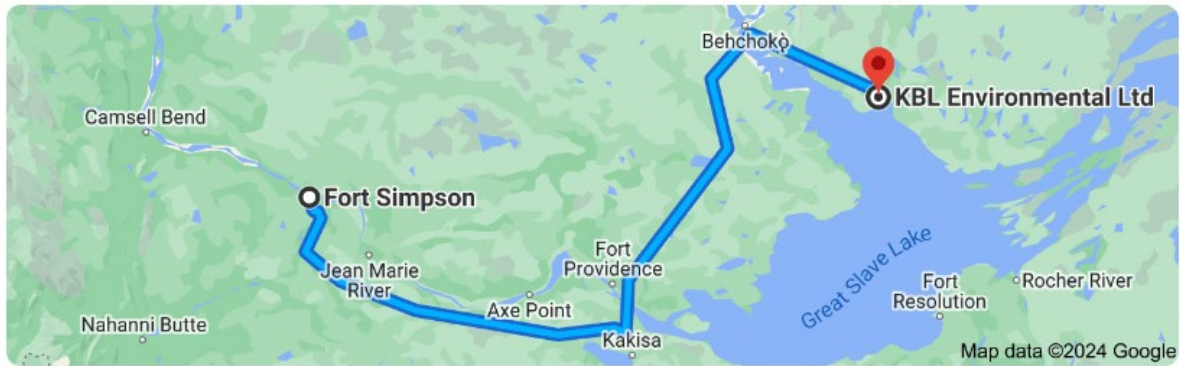 Behchokǫ̀
KBL Environmental Ltd
Camsell Bend
Fort Simpson
Fort
Providence
Jean Marie
River
Great Slave Lake
Fort
Resolution
Rocher River
Axe Point
Nahanni Butte
Kakisa
Map data ©2024 Google